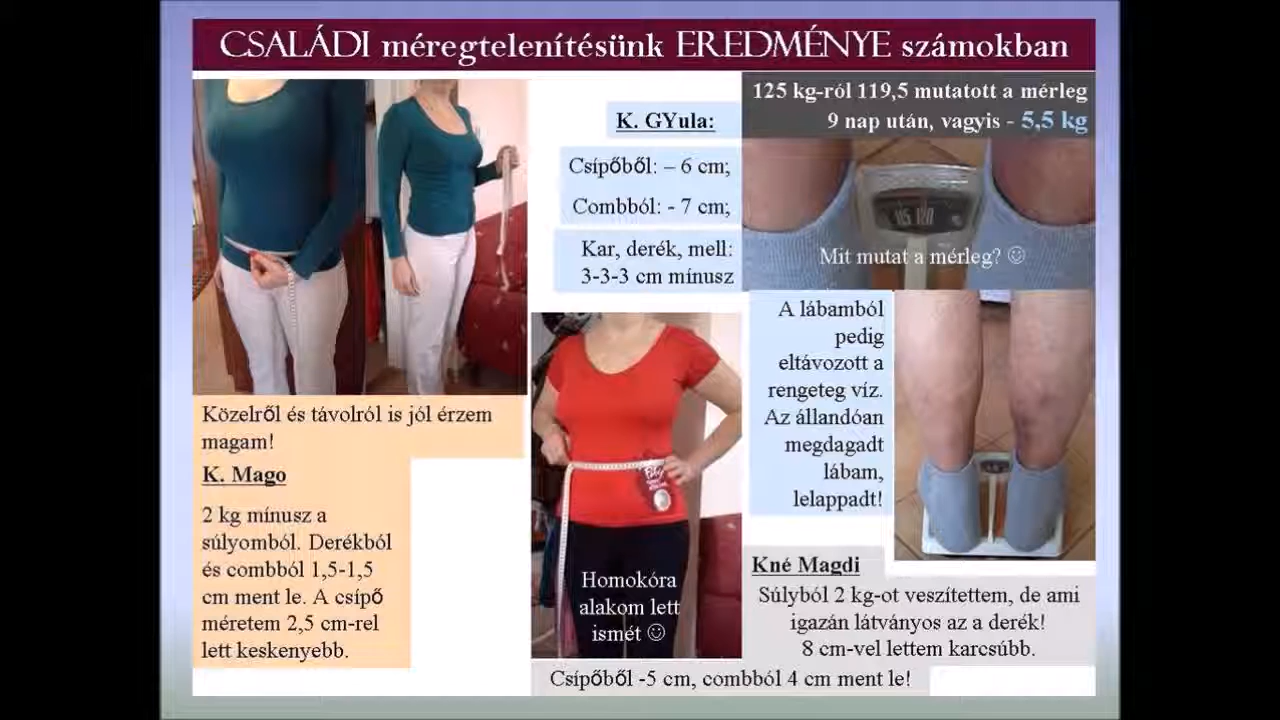 CSALÁDI méregtelenítésünk EREDMÉNYE számokban
125 kg-ról 119,5 mutatott a mérleg
9 nap után, vagyis - 5,5 kg
K. GYula:
Csípőből: – 6 cm;
Combból: - 7 cm;
Kar, derék, mell:
3-3-3 cm mínusz
115 120
Mit mutat a mérleg? ☺
A lábamból
pedig
eltávozott a
rengeteg víz.
Az állandóan
megdagadt
lábam,
lelappadt!
Közelről és távolról is jól érzem
magam!
K. Mago
2 kg mínusz a
súlyomból. Derékból
és combból 1,5-1,5
cm ment le. A csípő
méretem 2,5 cm-rel
lett keskenyebb.
Homokóra
alakom lett
ismét ☺
Kné Magdi
Súlyból 2 kg-ot veszítettem, de ami
igazán látványos az a derék!
8 cm-vel lettem karcsúbb.
Csípőből -5 cm, combból 4 cm ment le!